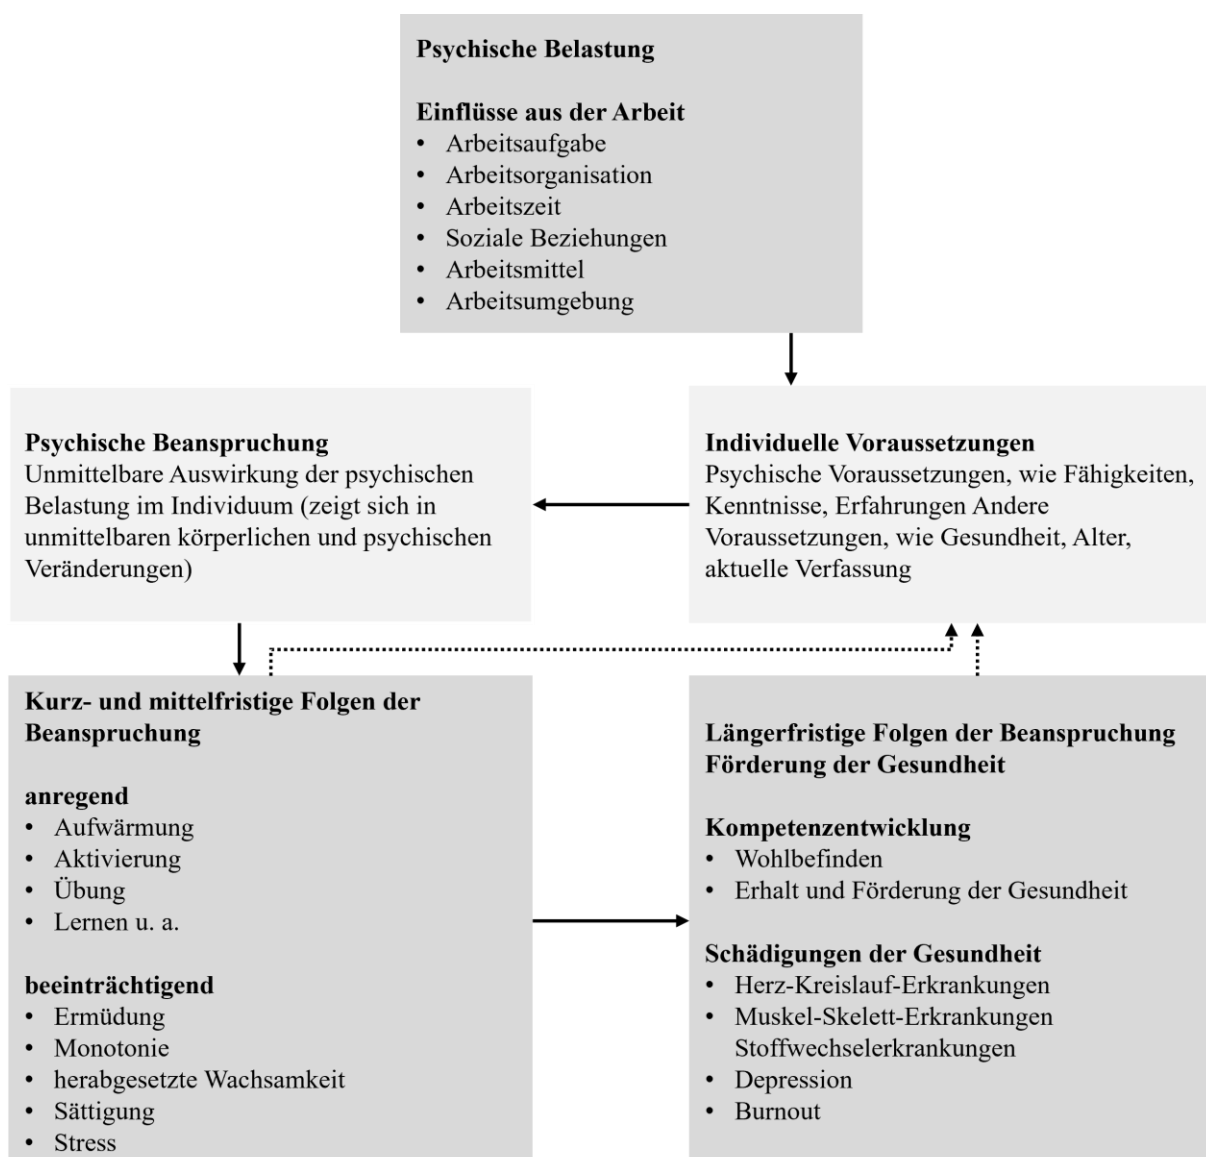 Psychische Belastung
Einflüsse aus der Arbeit
• Arbeitsaufgabe
• Arbeitsorganisation
• Arbeitszeit
• Soziale Beziehungen
• Arbeitsmittel
• Arbeitsumgebung
Individuelle Voraussetzungen
Psychische Voraussetzungen, wie Fähigkeiten,
Kenntnisse, Erfahrungen Andere
Voraussetzungen, wie Gesundheit, Alter,
aktuelle Verfassung
Psychische Beanspruchung
Unmittelbare Auswirkung der psychischen
Belastung im Individuum (zeigt sich in
unmittelbaren körperlichen und psychischen
Veränderungen)
Kurz- und mittelfristige Folgen der
Beanspruchung
anregend
• Aufwärmung
• Aktivierung
• Übung
• Lernen u. a.
beeinträchtigend
• Ermüdung
• Monotonie
• herabgesetzte Wachsamkeit
• Sättigung
• Stress
Längerfristige Folgen der Beanspruchung
Förderung der Gesundheit
Kompetenzentwicklung
• Wohlbefinden
• Erhalt und Förderung der Gesundheit
Schädigungen der Gesundheit
• Herz-Kreislauf-Erkrankungen
• Muskel-Skelett-Erkrankungen
Stoffwechselerkrankungen
• Depression
• Burnout